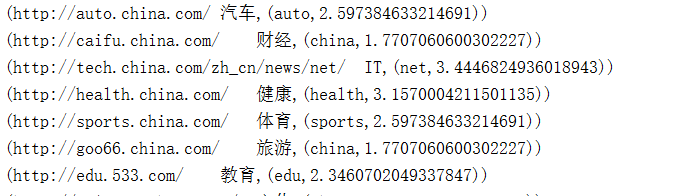 (http://auto.china.com/ 汽车,(auto,2.597384633214691))
(http://caifu.china.com/ 财经,(china,1.7707060600302227))
(http://tech.china.com/zh_cn/news/net/ IT,(net,3.4446824936018943))
(http://health.china.com/ 健康,(health,3.1570004211501135))
(http://sports.china.com/ 体育,(sports,2.597384633214691))
(http://goo66.china.com/ 旅游,(china,1.7707060600302227))
(http://edu.533.com/ 教育,(edu,2.3460702049337847))